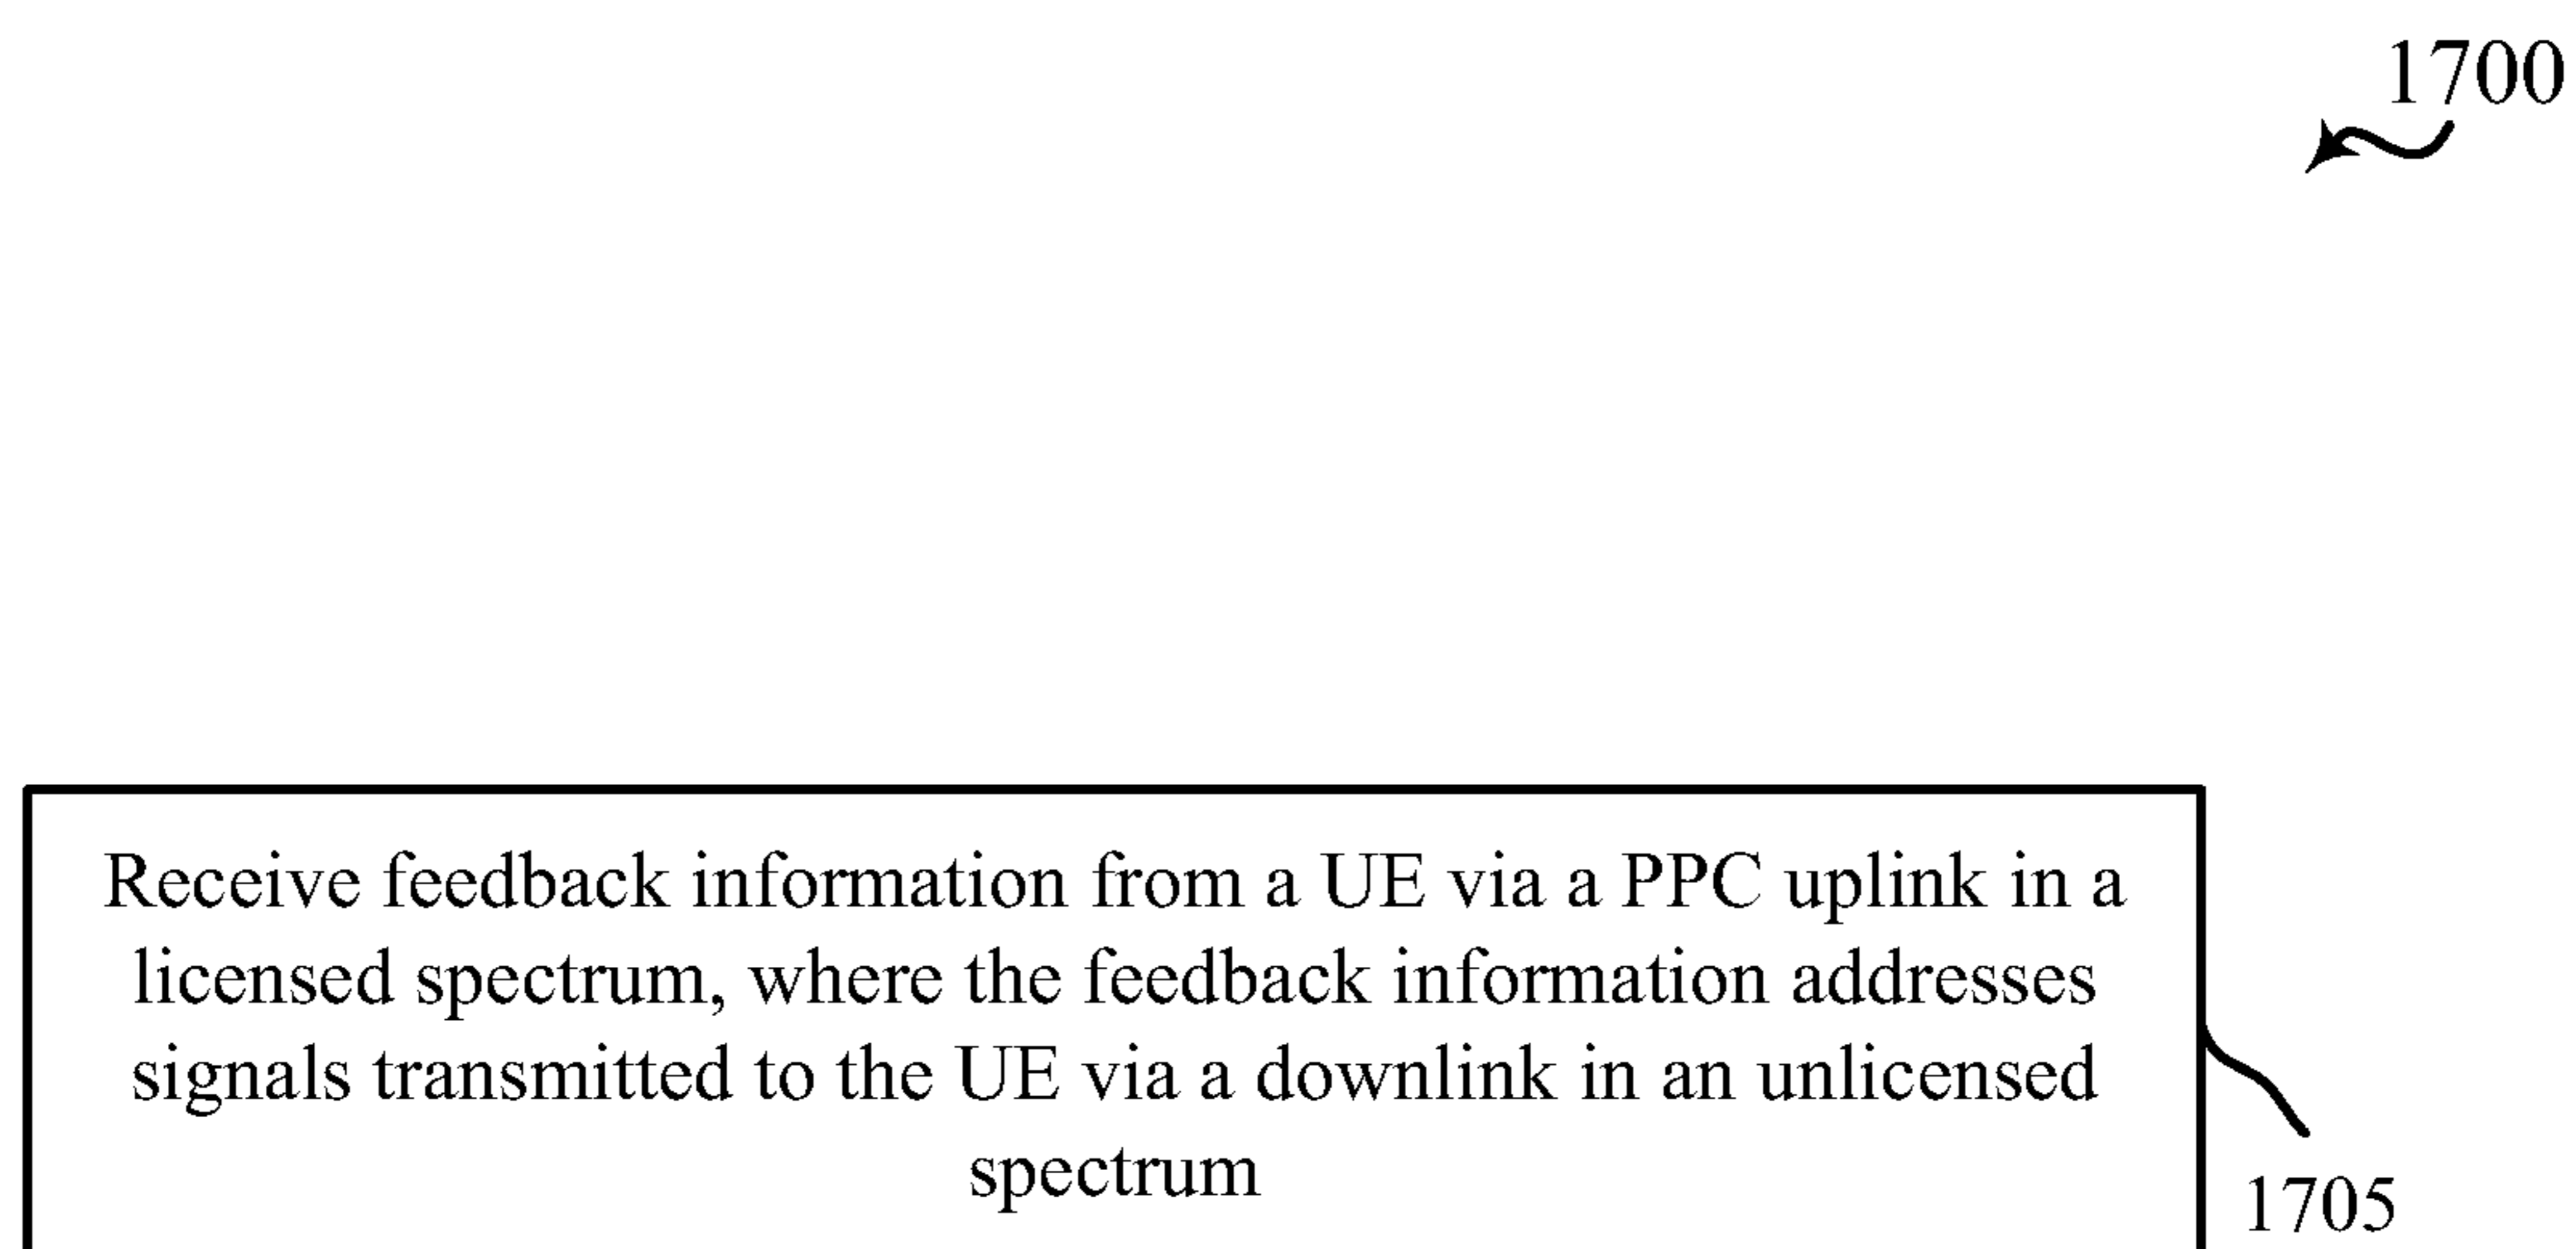 1700
Receive feedback information from a UE via a PPC uplink in a
licensed spectrum, where the feedback information addresses
signals transmitted to the UE via a downlink in an unlicensed
spectrum
1705